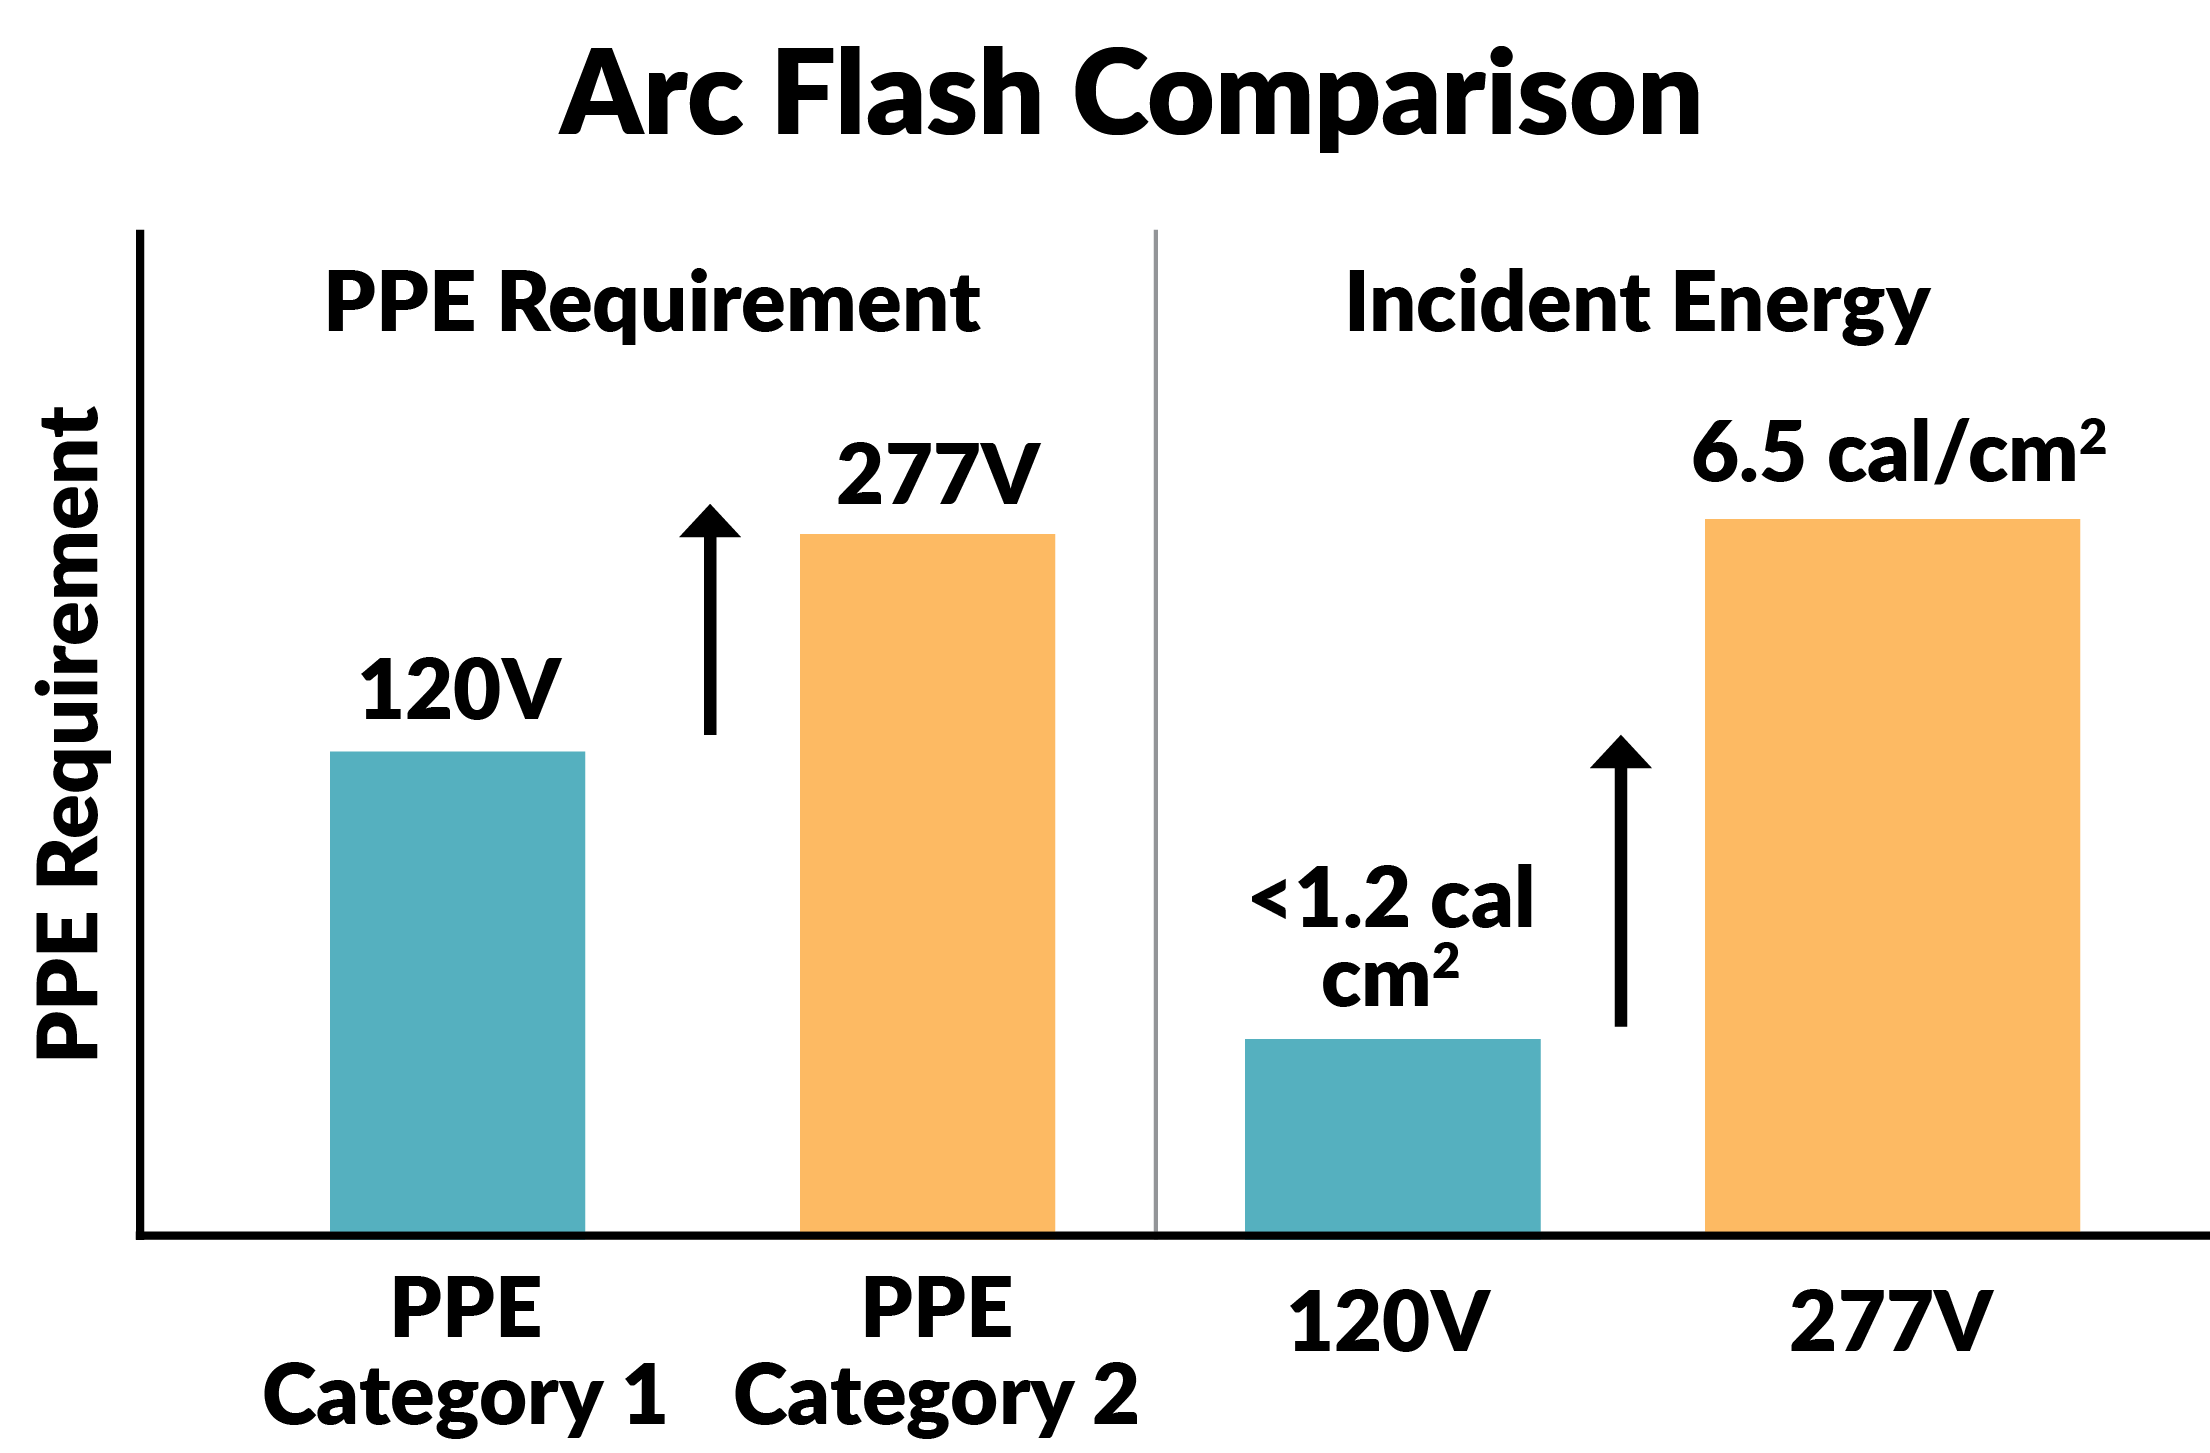 Arc Flash Comparison
PPE Requirement
PPE Requirement
120V
277V
PPE
Category 1
PPE
Category 2
Incident Energy
<1.2 cal
cm²
6.5 cal/cm²
120V
277V